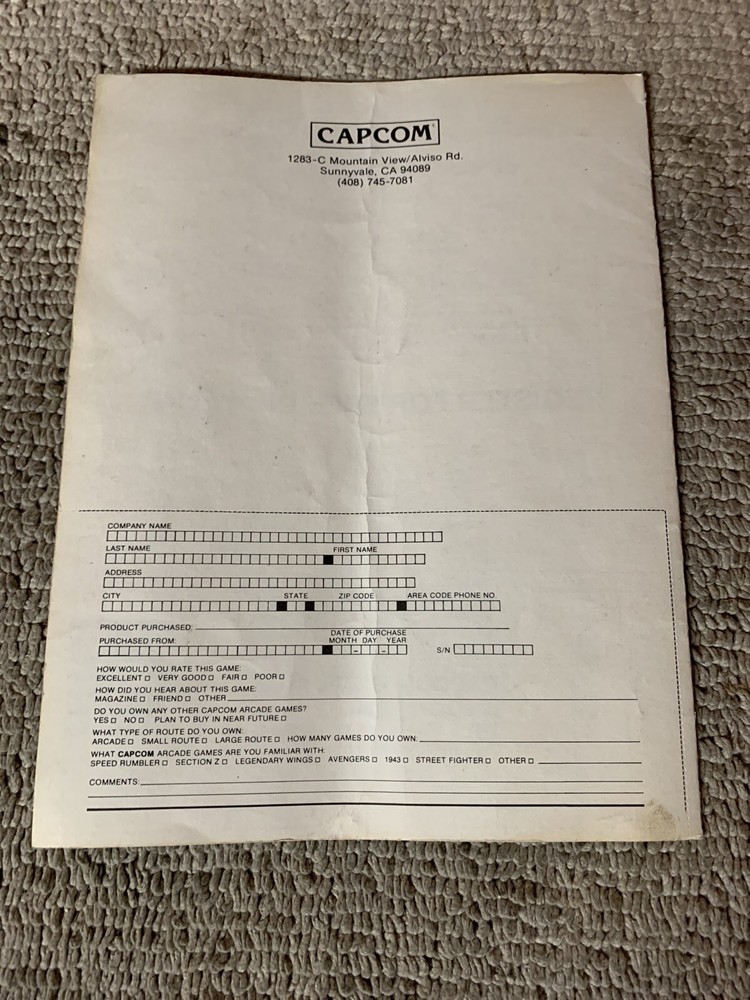 CAPCOM®
1283-C Mountain View/Alviso Rd.
Sunnyvale, CA 94089
(408) 745-7081
COMPANY NAME
LAST NAME FIRST NAME
ADDRESS
CITY STATE ZIP CODE AREA CODE PHONE NO.
PRODUCT PURCHASED:
DATE OF PURCHASE
PURCHASED FROM: MONTH DAY YEAR
S/N
HOW WOULD YOU RATE THIS GAME:
EXCELLENT □ VERY GOOD □ FAIR □ POOR □
HOW DID YOU HEAR ABOUT THIS GAME:
MAGAZINE □ FRIEND □ OTHER
DO YOU OWN ANY OTHER CAPCOM ARCADE GAMES?
YES □ NO □ PLAN TO BUY IN NEAR FUTURE □
WHAT TYPE OF ROUTE DO YOU OWN:
ARCADE □ SMALL ROUTE □ LARGE ROUTE □ HOW MANY GAMES DO YOU OWN:
WHAT CAPCOM ARCADE GAMES ARE YOU FAMILIAR WITH:
SPEED RUMBLER □ SECTION Z □ LEGENDARY WINGS □ AVENGERS □ 1943 □ STREET FIGHTER □ OTHER □
COMMENTS: